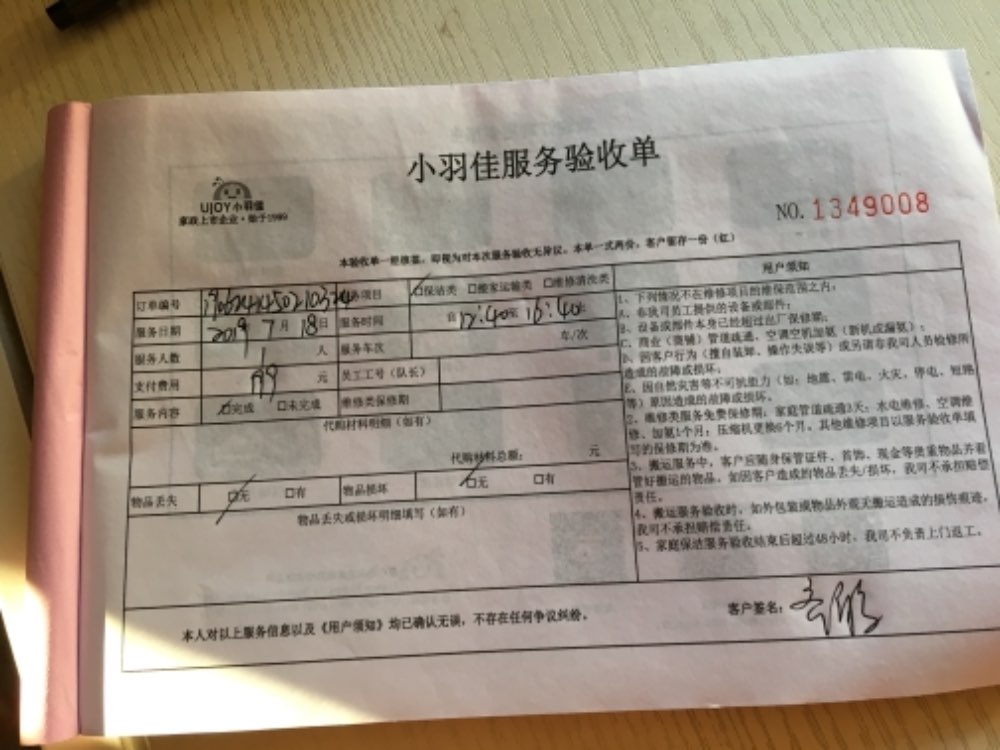 小羽佳服务验收单
UJOY小羽佳
家政上市企业·始于1999
NO. 1349008
本验收单一经核签，即视为对本次服务验收无异议。本单一式两份，客户留存一份（红）
订单编号 服务项目 保洁类 搬家运输类 维修清洗类
服务日期 2019年7月18日 服务时间 自12:40至16:40
服务人数 1人 服务车次 车/次
支付费用 元 员工工号（队长）
服务内容 完成 未完成 维修类保修期
代购材料明细（如有）
代购材料总额： 元
物品丢失 无 有 物品损坏 无 有
物品丢失或损坏明细填写（如有）
用户须知
1、下列情况不在维修项目的维保范围之内：
A、非我司员工提供的设备或部件；
B、设备或部件本身已经超过出厂保修期；
C、商业（商铺）管道疏通、空调空机加氨（新机或漏氨）；
D、因客户行为（擅自装卸、操作失误等）或另请非我司人员检修所
造成的故障或损坏。
E、因自然灾害等不可抗能力（如：地震、雷电、火灾、停电、短路
等）原因造成的故障或损坏。
2、维修类服务免费保修期：家庭管道疏通3天；水电维修、空调维
修、加氨1个月；压缩机更换6个月。其他维修项目以服务验收单填
写的保修期为准。
3、搬运服务中，客户应随身保管证件、首饰、现金等贵重物品并看
管好搬运的物品。如因客户造成的物品丢失/损坏，我司不承担赔偿
责任。
4、搬运服务验收时，如外包装或物品外观无搬运造成的损伤痕迹，
我司不承担赔偿责任。
5、家庭保洁服务验收结束后超过48小时，我司不负责上门返工。
本人对以上服务信息以及《用户须知》均已确认无误，不存在任何争议纠纷。
客户签名：